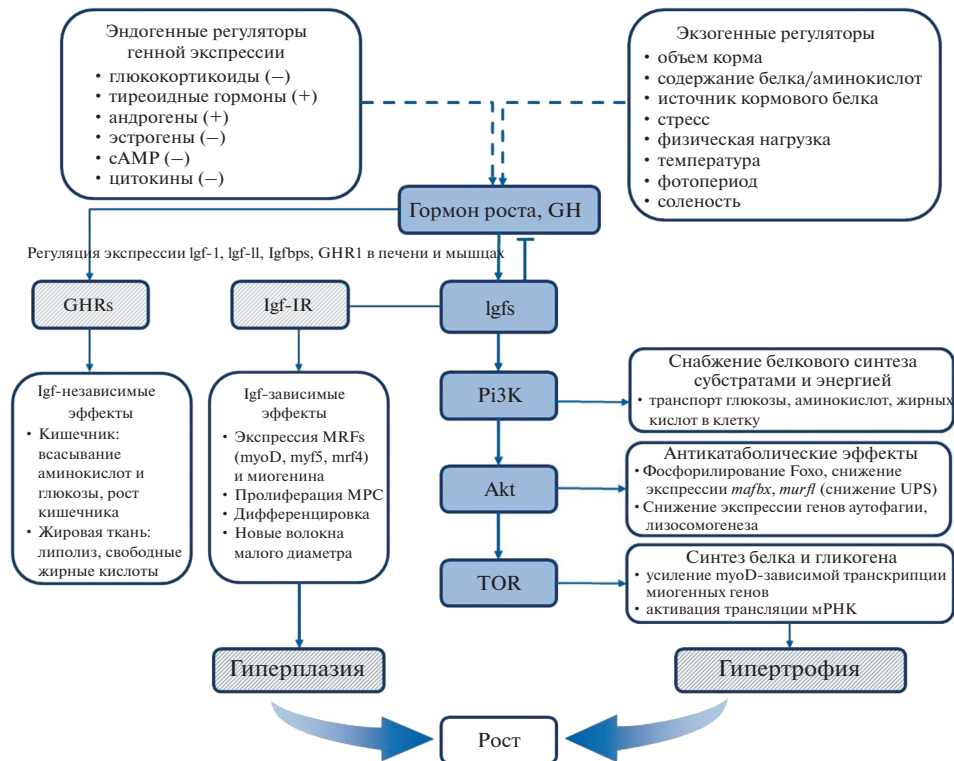 Эндогенные регуляторы
генной экспрессии
• глюкокортикоиды (–)
• тиреоидные гормоны (+)
• андрогены (+)
• эстрогены (–)
• cAMP (–)
• цитокины (–)
Экзогенные регуляторы
• объем корма
• содержание белка/аминокислот
• источник кормового белка
• стресс
• физическая нагрузка
• температура
• фотопериод
• соленость
Гормон роста, GH
Регуляция экспрессии lgf-1, lgf-ll, Igfbps, GHR1 в печени и мышцах
GHRs
Igf-IR
lgfs
Igf-независимые
эффекты
• Кишечник:
всасывание
аминокислот и
глюкозы, рост
кишечника
• Жировая ткань:
липолиз, свободные
жирные кислоты
Igf-зависимые
эффекты
• Экспрессия MRFs
(myoD, myf5, mrf4)
и миогенина
• Пролиферация MPC
• Дифференцировка
• Новые волокна
малого диаметра
Pi3K
Снабжение белкового синтеза
субстратами и энергией
• транспорт глюкозы, аминокислот, жирных
кислот в клетку
Akt
Антикатаболические эффекты
• Фосфорилирование Foxo, снижение
экспрессии mafbx, murfl (снижение UPS)
• Снижение экспрессии генов аутофагии,
лизосомогенеза
TOR
Синтез белка и гликогена
• усиление myoD-зависимой транскрипции
миогенных генов
• активация трансляции мРНК
Гиперплазия
Гипертрофия
Рост